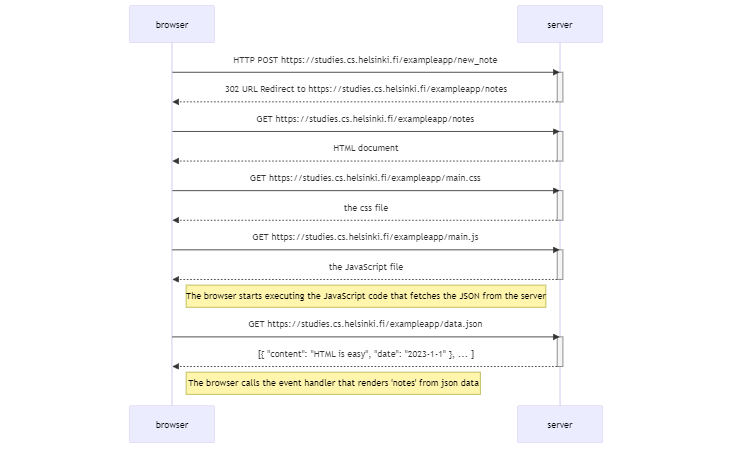 browser
server
HTTP POST https://studies.cs.helsinki.fi/exampleapp/new_note
302 URL Redirect to https://studies.cs.helsinki.fi/exampleapp/notes
GET https://studies.cs.helsinki.fi/exampleapp/notes
HTML document
GET https://studies.cs.helsinki.fi/exampleapp/main.css
the css file
GET https://studies.cs.helsinki.fi/exampleapp/main.js
the JavaScript file
The browser starts executing the JavaScript code that fetches the JSON from the server
GET https://studies.cs.helsinki.fi/exampleapp/data.json
[{ "content": "HTML is easy", "date": "2023-1-1" }, ... ]
The browser calls the event handler that renders 'notes' from json data
browser
server